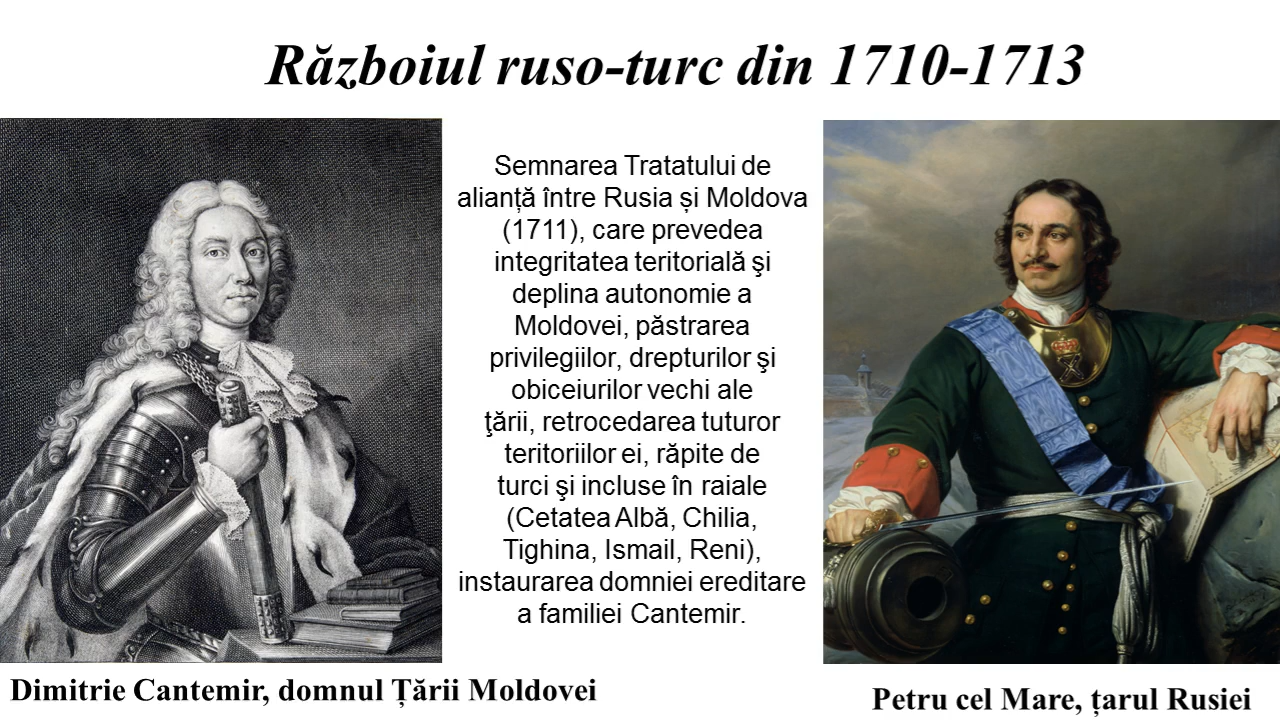 Războiul ruso-turc din 1710-1713
Semnarea Tratatului de
alianță între Rusia și Moldova
(1711), care prevedea
integritatea teritorială şi
deplina autonomie a
Moldovei, păstrarea
privilegiilor, drepturilor şi
obiceiurilor vechi ale
ţării, retrocedarea tuturor
teritoriilor ei, răpite de
turci şi incluse în raiale
(Cetatea Albă, Chilia,
Tighina, Ismail, Reni),
instaurarea domniei ereditare
a familiei Cantemir.
Dimitrie Cantemir, domnul Țării Moldovei
Petru cel Mare, țarul Rusiei